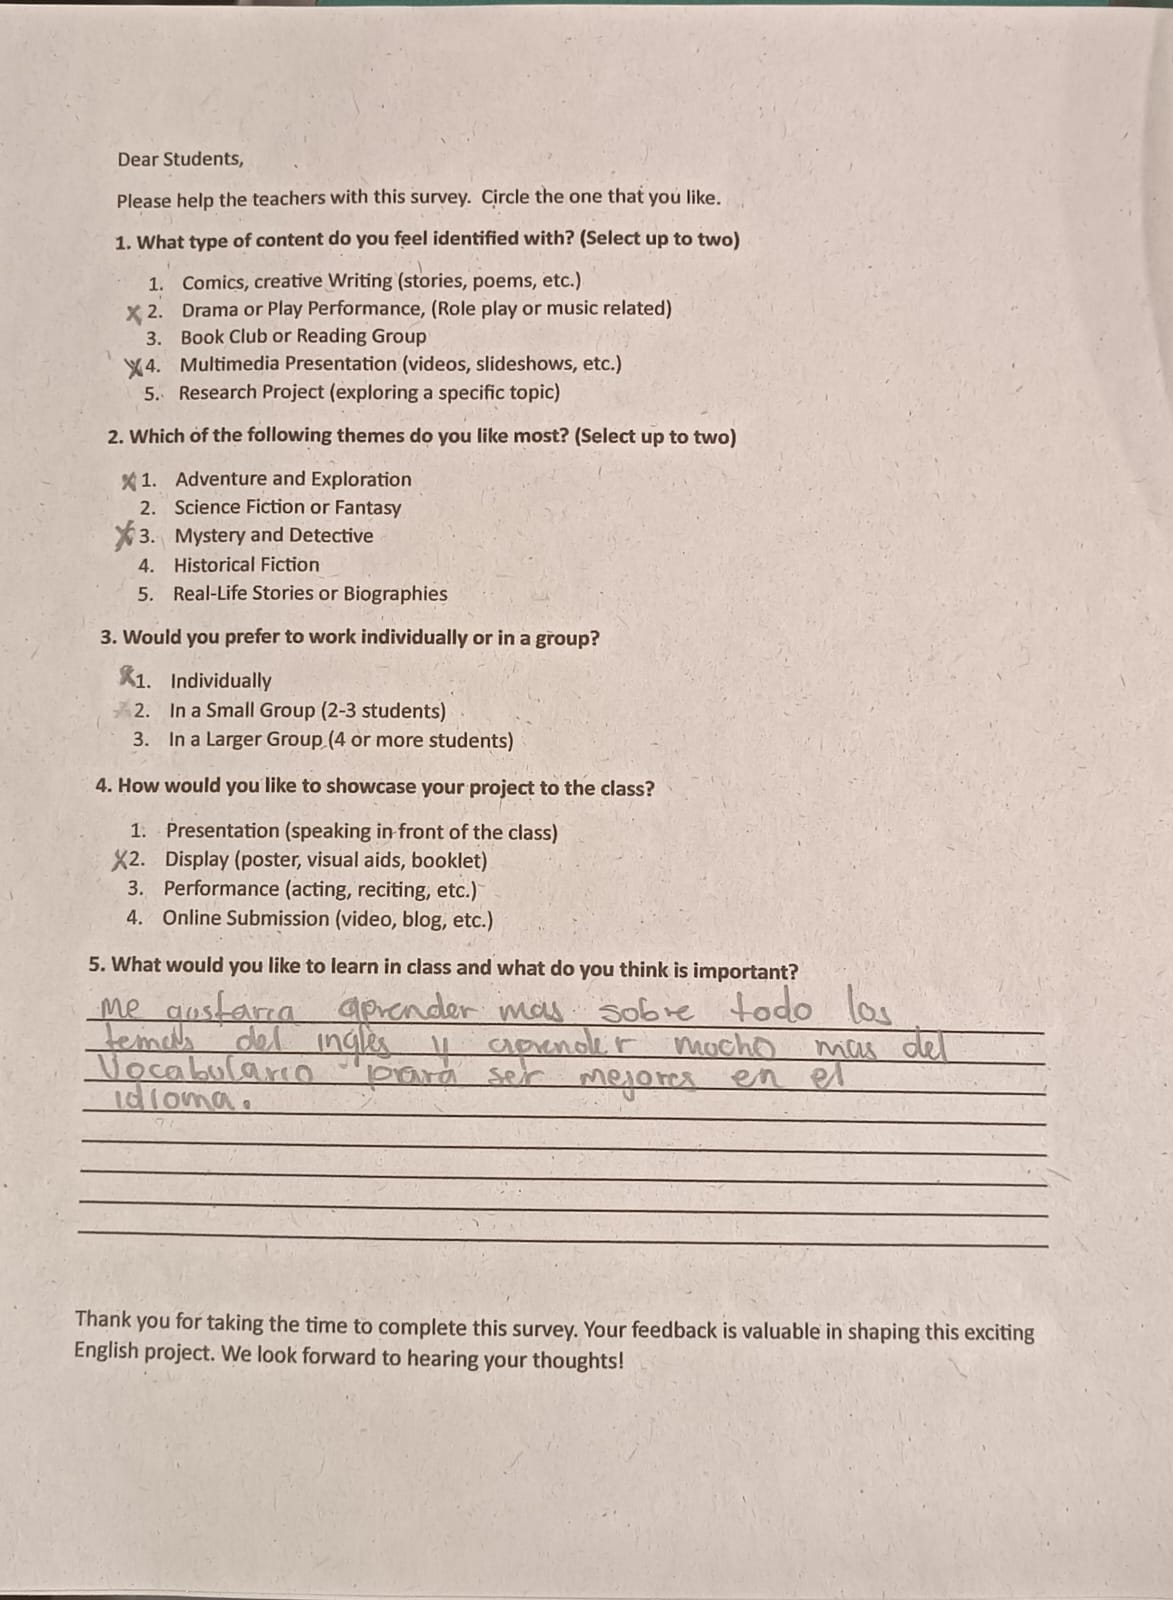 Dear Students,
Please help the teachers with this survey. Circle the one that you like.
1. What type of content do you feel identified with? (Select up to two)
1. Comics, creative Writing (stories, poems, etc.)
X 2. Drama or Play Performance, (Role play or music related)
3. Book Club or Reading Group
X 4. Multimedia Presentation (videos, slideshows, etc.)
5. Research Project (exploring a specific topic)
2. Which of the following themes do you like most? (Select up to two)
X 1. Adventure and Exploration
2. Science Fiction or Fantasy
X 3. Mystery and Detective
4. Historical Fiction
5. Real-Life Stories or Biographies
3. Would you prefer to work individually or in a group?
X 1. Individually
2. In a Small Group (2-3 students)
3. In a Larger Group (4 or more students)
4. How would you like to showcase your project to the class?
1. Presentation (speaking in front of the class)
X 2. Display (poster, visual aids, booklet)
3. Performance (acting, reciting, etc.)
4. Online Submission (video, blog, etc.)
5. What would you like to learn in class and what do you think is important?
Me gustaria aprender mas sobre todo los
temas del ingles y aprender mucho mas del
Vocabulario para ser mejores en el
idioma.
Thank you for taking the time to complete this survey. Your feedback is valuable in shaping this exciting
English project. We look forward to hearing your thoughts!